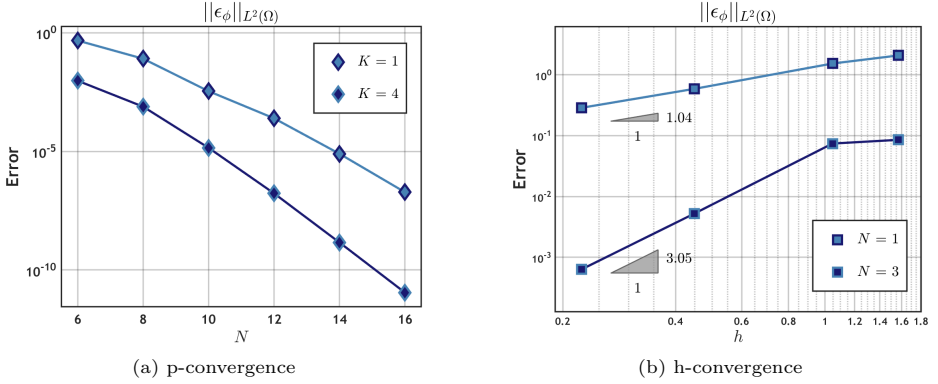 ||ϵ_ϕ||_{L²(Ω)}
10⁰
10⁻⁵
10⁻¹⁰
Error
K = 1
K = 4
6 8 10 12 14 16
N
(a) p-convergence
||ϵ_ϕ||_{L²(Ω)}
10⁰
10⁻¹
10⁻²
10⁻³
Error
1.04
1
3.05
1
N = 1
N = 3
0.2 0.4 0.6 0.8 1 1.2 1.4 1.6 1.8
h
(b) h-convergence